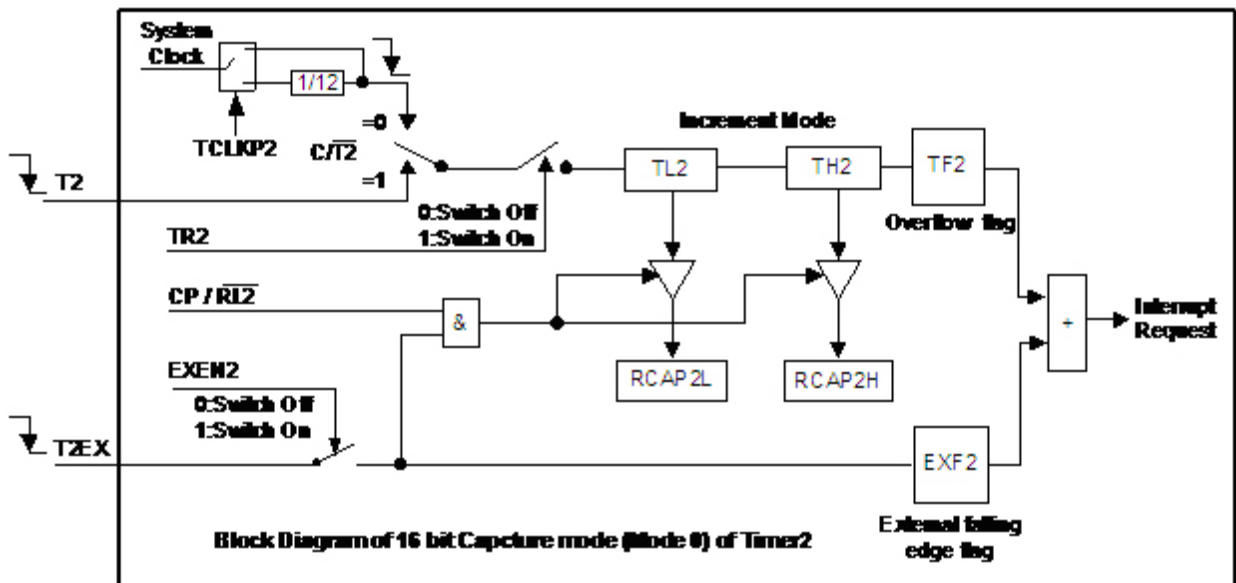 System
Clock
1/12
TCLKP2
=0
C/T2
=1
T2
0:Switch Off
1:Switch On
TR2
Increment Mode
TL2
TH2
TF2
Overflow flag
CP / RL2
&
+
Interrupt
Request
RCAP2L
RCAP2H
EXEN2
0:Switch Off
1:Switch On
T2EX
EXF2
External falling
edge flag
Block Diagram of 16 bit Capcture mode (Mode 0) of Timer2